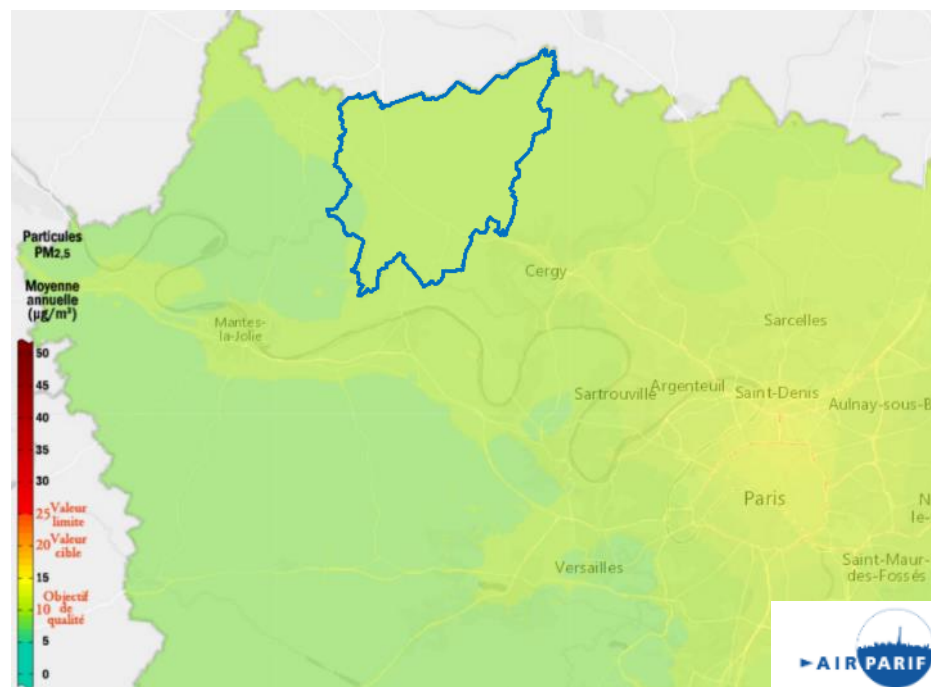 Particules
PM2,5
Moyenne
annuelle
(µg/m³)
50
45
40
35
30
25 Valeur
limite
20 Valeur
cible
15
Objectif
10 de
qualité
5
0
Cergy
Mantes-
la-Jolie
Sarcelles
Sartrouville
Argenteuil
Saint-Denis
Aulnay-sous-B
Paris
N
le-
Versailles
Saint-Maur-
des-Fossés
AIRPARIF